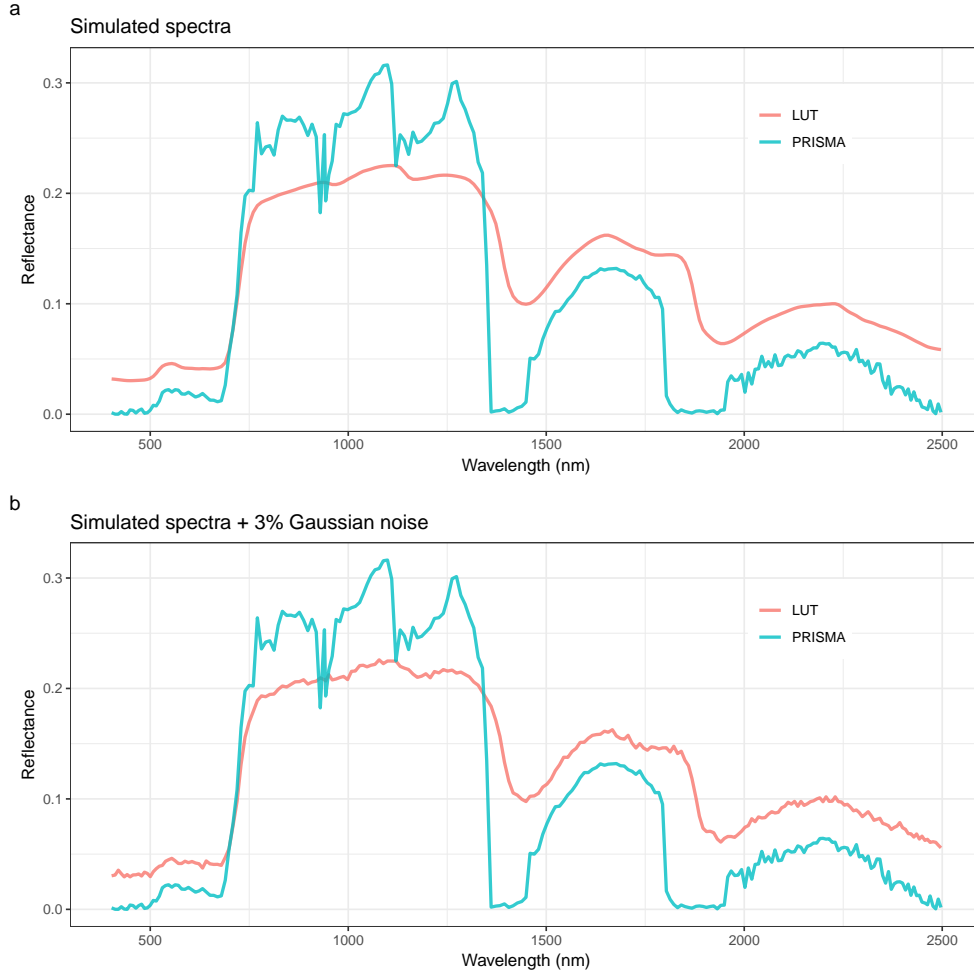 a
Simulated spectra
0.3
0.2
0.1
0.0
Reflectance
LUT
PRISMA
500
1000
1500
2000
2500
Wavelength (nm)
b
Simulated spectra + 3% Gaussian noise
0.3
0.2
0.1
0.0
Reflectance
LUT
PRISMA
500
1000
1500
2000
2500
Wavelength (nm)